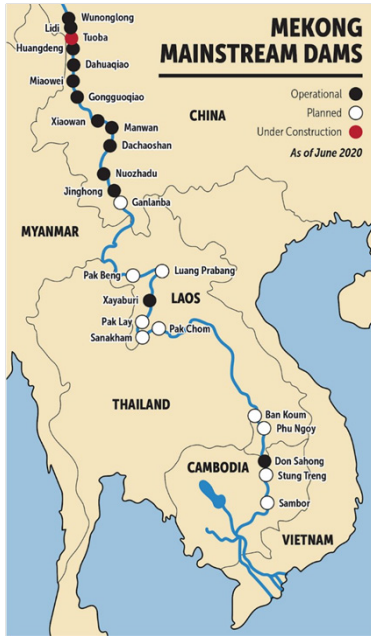 MEKONG
MAINSTREAM DAMS
Operational
Planned
Under Construction
As of June 2020
Wunonglong
Lidi
Tuoba
Huangdeng
Dahuaqiao
Miaowei
Gongguoqiao
CHINA
Xiaowan
Manwan
Dachaoshan
Nuozhadu
Jinghong
Ganlanba
MYANMAR
Pak Beng
Luang Prabang
Xayaburi
LAOS
Pak Lay
Pak Chom
Sanakham
THAILAND
Ban Koum
Phu Ngoy
Don Sahong
CAMBODIA
Stung Treng
Sambor
VIETNAM